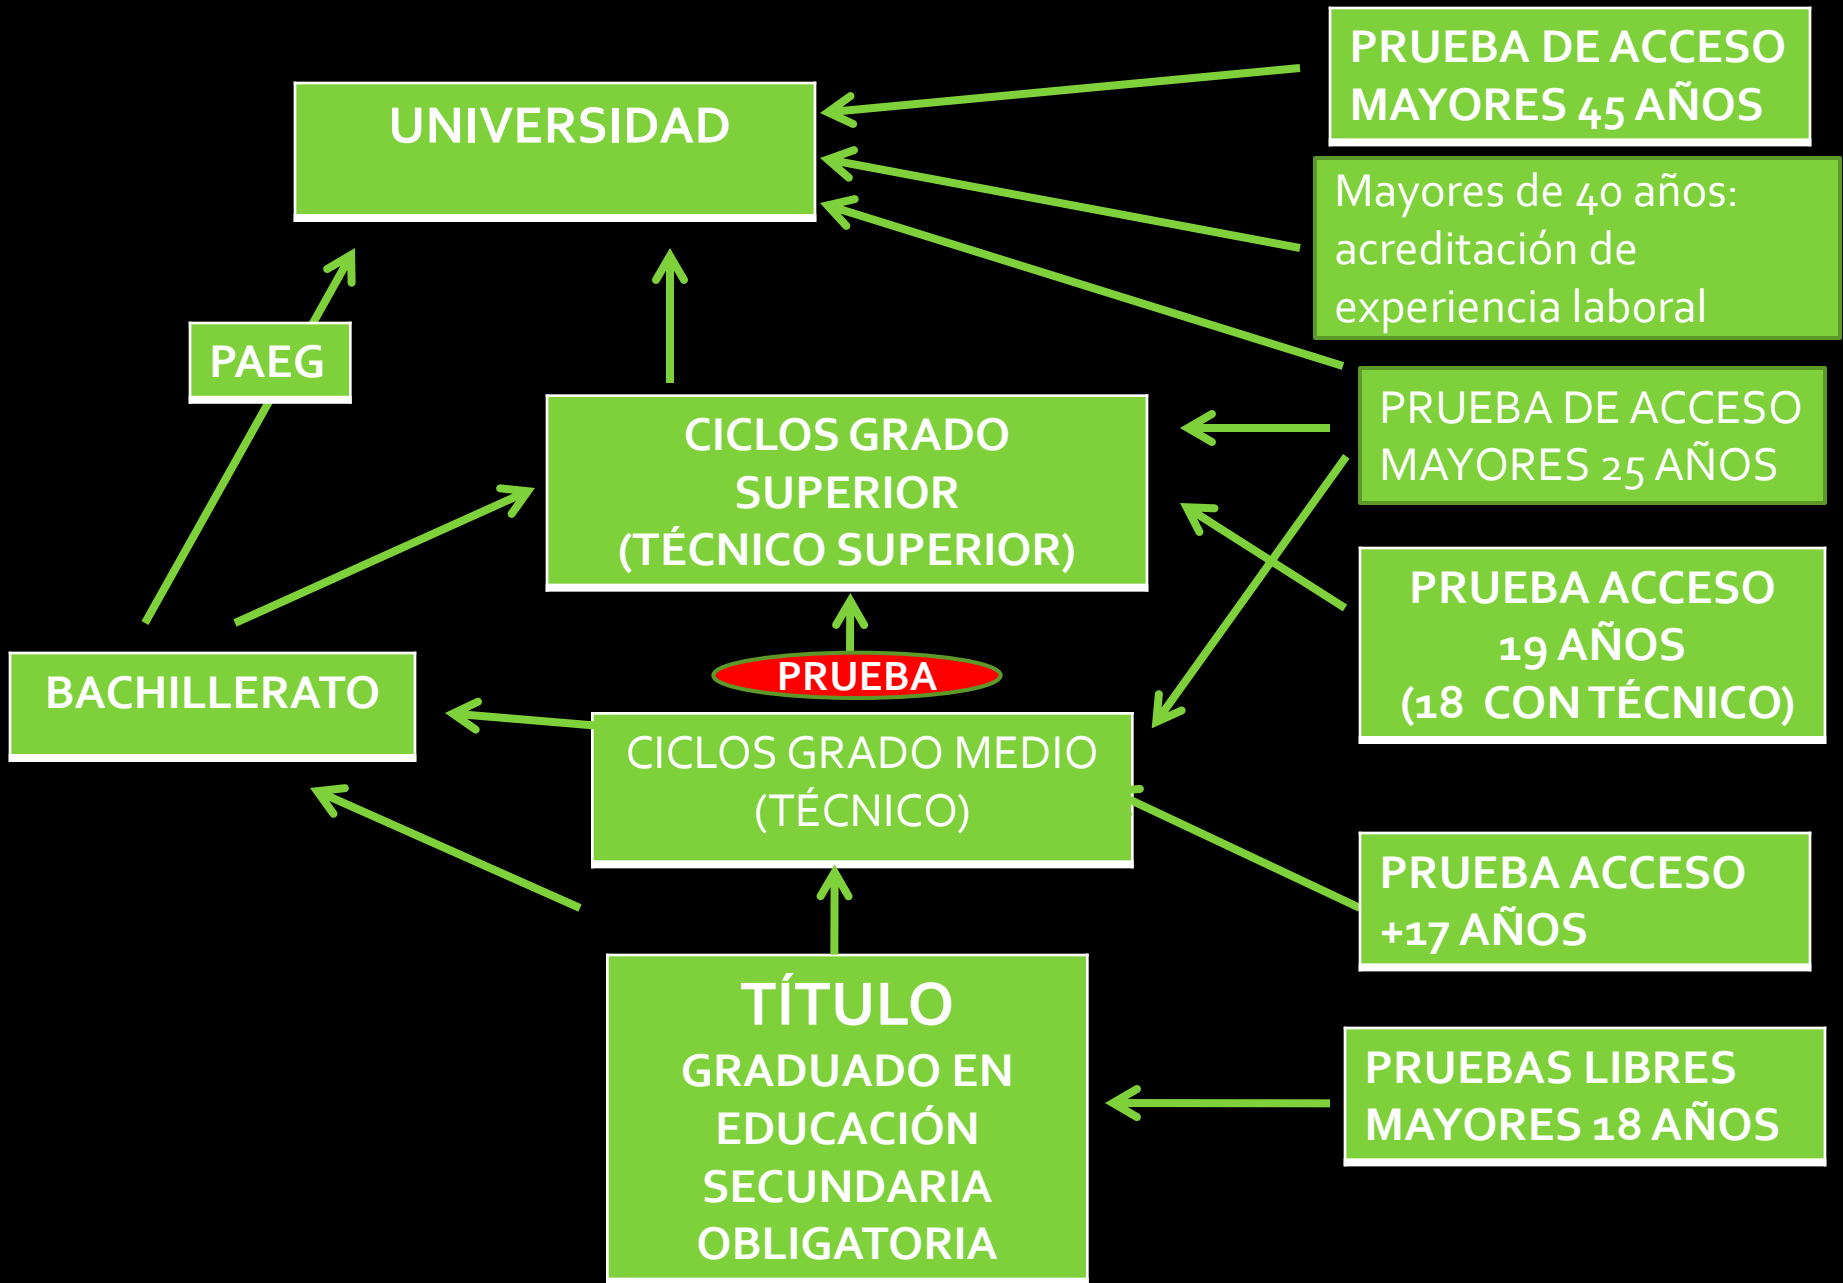 PRUEBA DE ACCESO
MAYORES 45 AÑOS
UNIVERSIDAD
Mayores de 40 años:
acreditación de
experiencia laboral
PAEG
PRUEBA DE ACCESO
MAYORES 25 AÑOS
CICLOS GRADO
SUPERIOR
(TÉCNICO SUPERIOR)
PRUEBA ACCESO
19 AÑOS
(18 CON TÉCNICO)
PRUEBA
BACHILLERATO
CICLOS GRADO MEDIO
(TÉCNICO)
PRUEBA ACCESO
+17 AÑOS
TÍTULO
GRADUADO EN
EDUCACIÓN
SECUNDARIA
OBLIGATORIA
PRUEBAS LIBRES
MAYORES 18 AÑOS